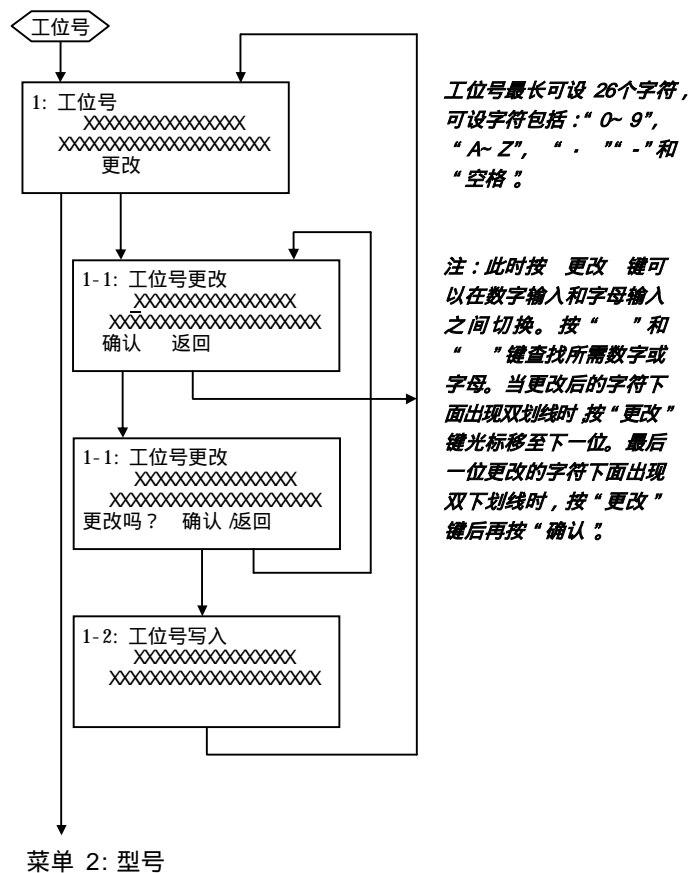 工位号
1: 工位号
XXXXXXXXXXXXXXX
XXXXXXXXXXXXXXXXXXXX
更改
1-1: 工位号更改
XXXXXXXXXXXXXXX
XXXXXXXXXXXXXXXXXXXX
确认 返回
1-1: 工位号更改
XXXXXXXXXXXXXXX
XXXXXXXXXXXXXXXXXXXX
更改吗？ 确认 /返回
1-2: 工位号写入
XXXXXXXXXXXXXXX
XXXXXXXXXXXXXXXXXXXX
菜单 2: 型号
工位号最长可设 26个字符，
可设字符包括：“ 0~ 9”，
“ A~ Z”， “ · ”“ -”和
“空格 ”。
注：此时按 更改 键可
以在数字输入和字母输入
之间切换。按“ ”和
“ ”键查找所需数字或
字母。当更改后的字符下
面出现双划线时，按“更改”
键光标移至下一位。最后
一位更改的字符下面出现
双下划线时，按“更改”
键后再按“确认”。